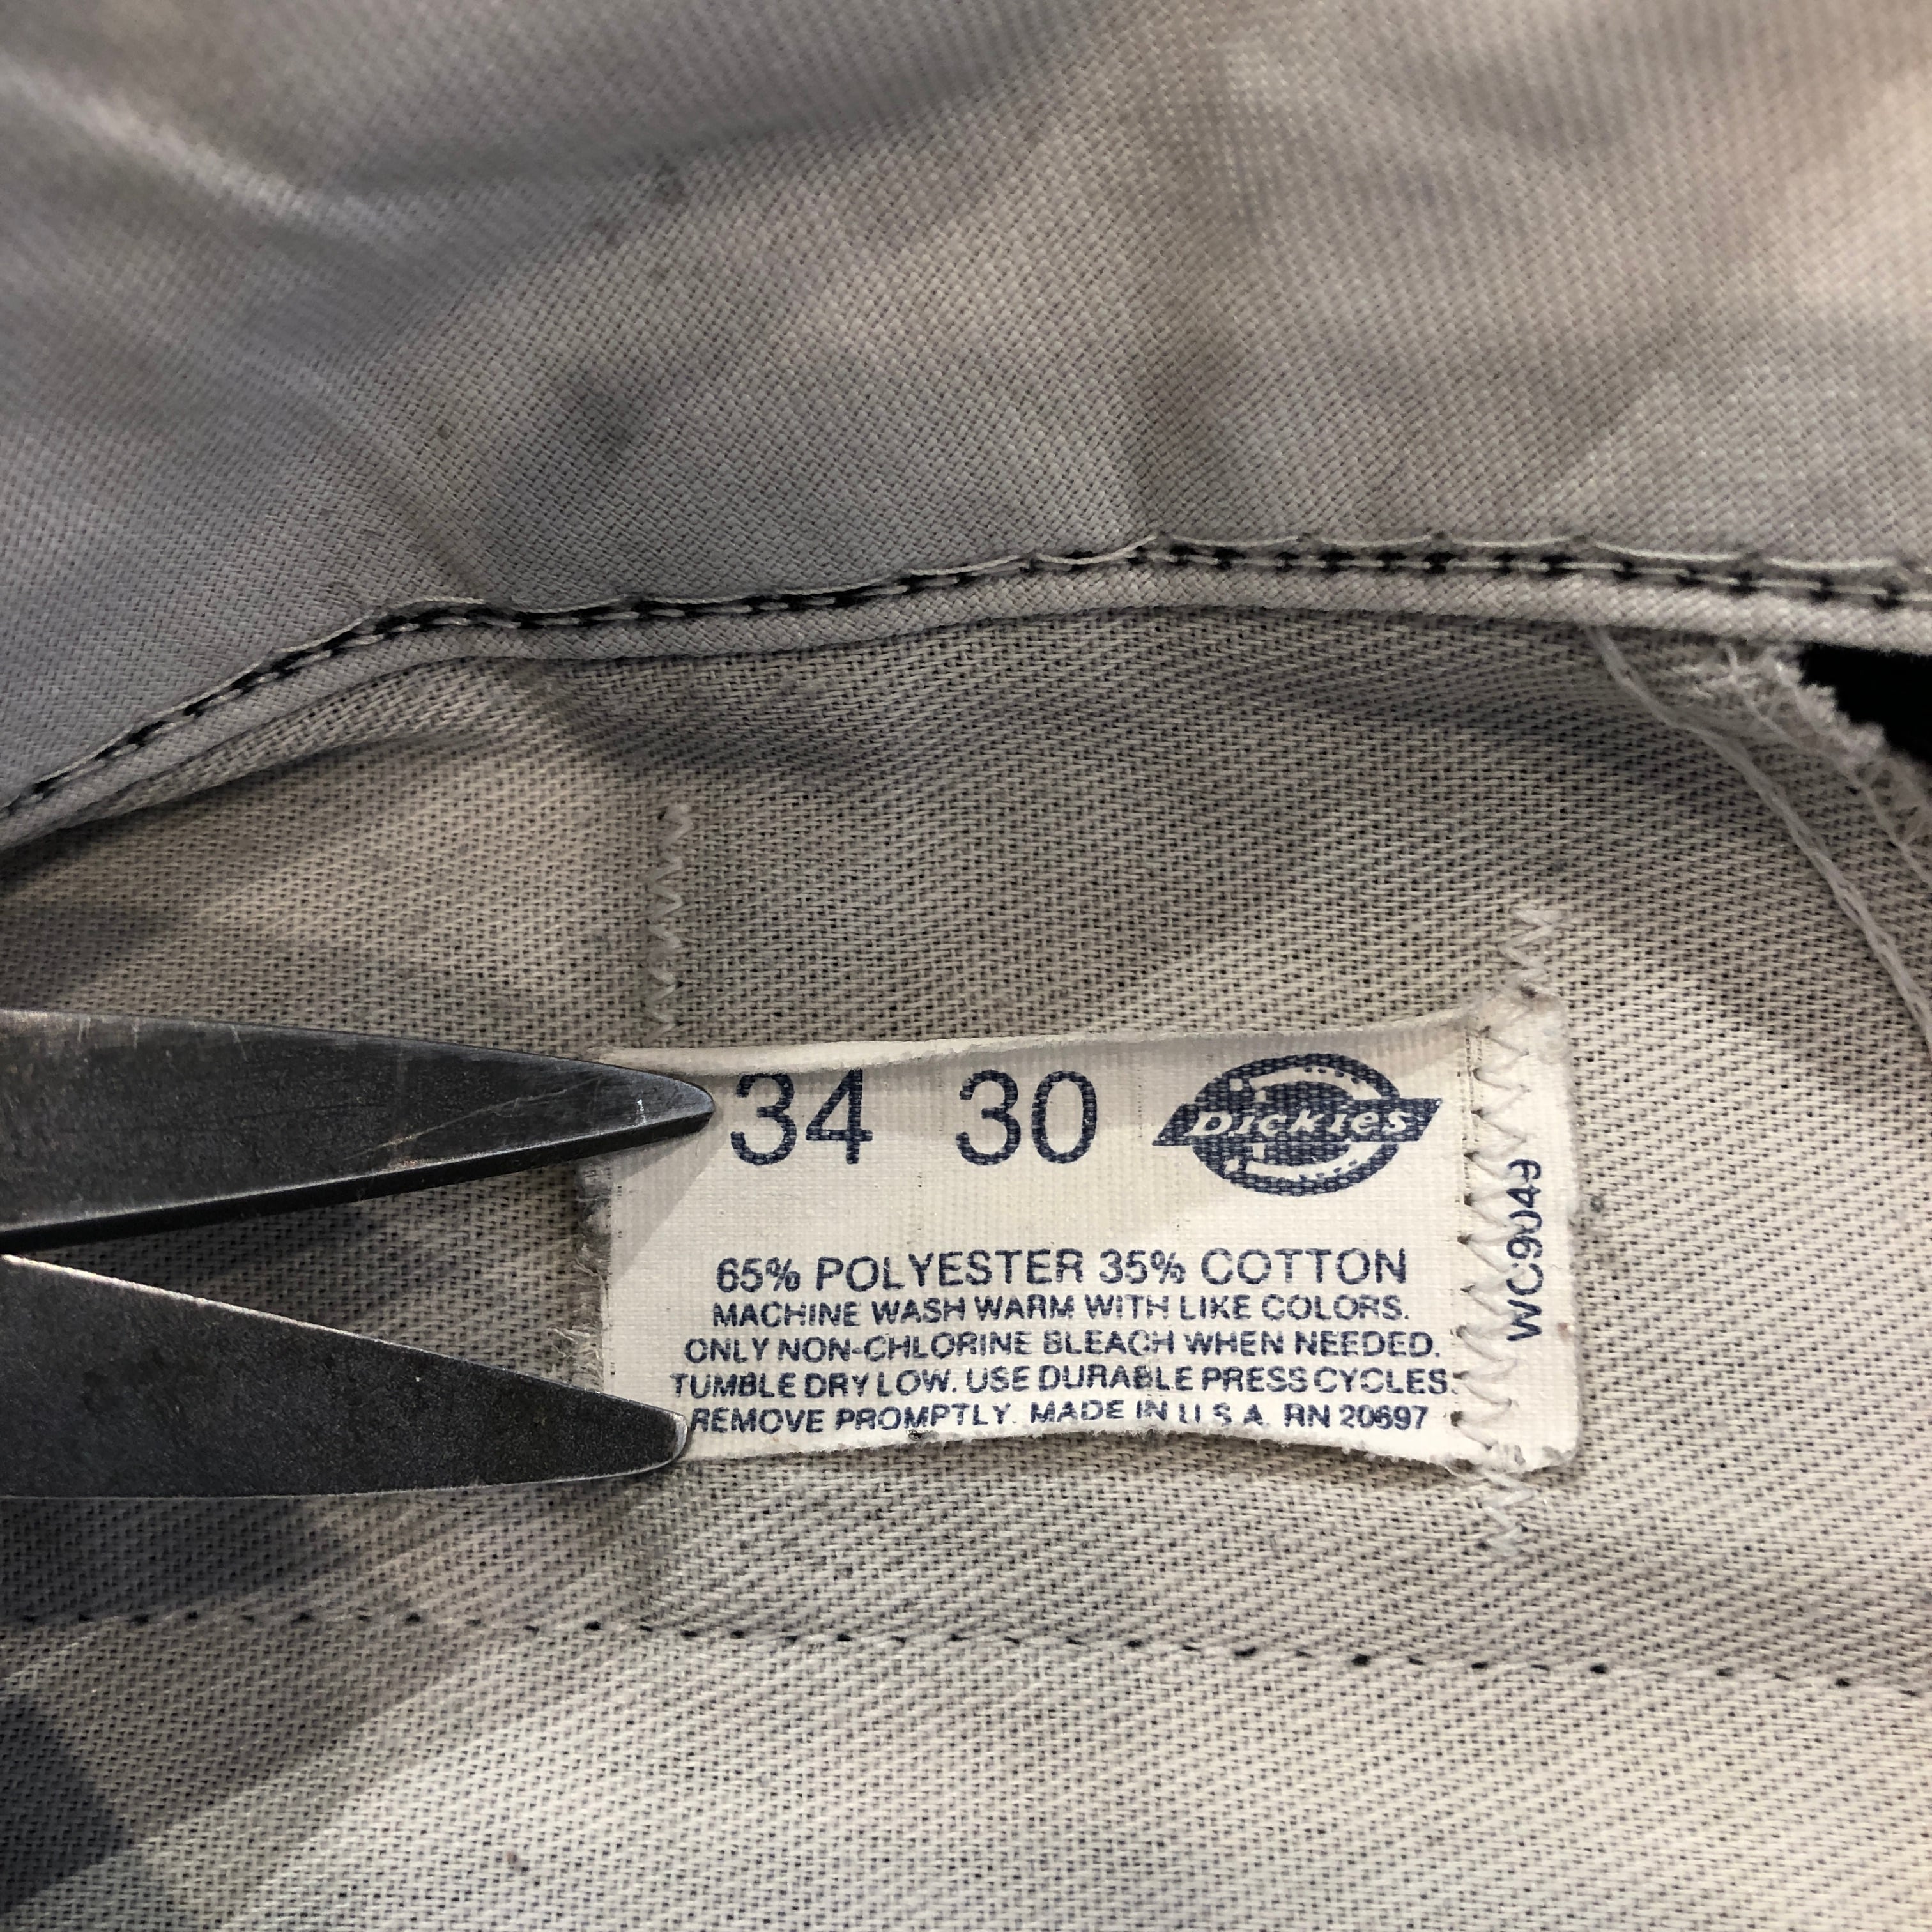 34 30 Dickies
65% POLYESTER 35% COTTON
MACHINE WASH WARM WITH LIKE COLORS.
ONLY NON-CHLORINE BLEACH WHEN NEEDED.
TUMBLE DRY LOW. USE DURABLE PRESS CYCLES.
REMOVE PROMPTLY. MADE IN U.S.A. RN 20697
WC9049